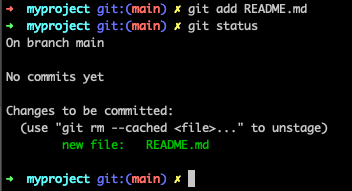 ➜ myproject git:(main) ✗ git add README.md
➜ myproject git:(main) ✗ git status
On branch main

No commits yet

Changes to be committed:
  (use "git rm --cached <file>..." to unstage)
        new file:   README.md

➜ myproject git:(main) ✗